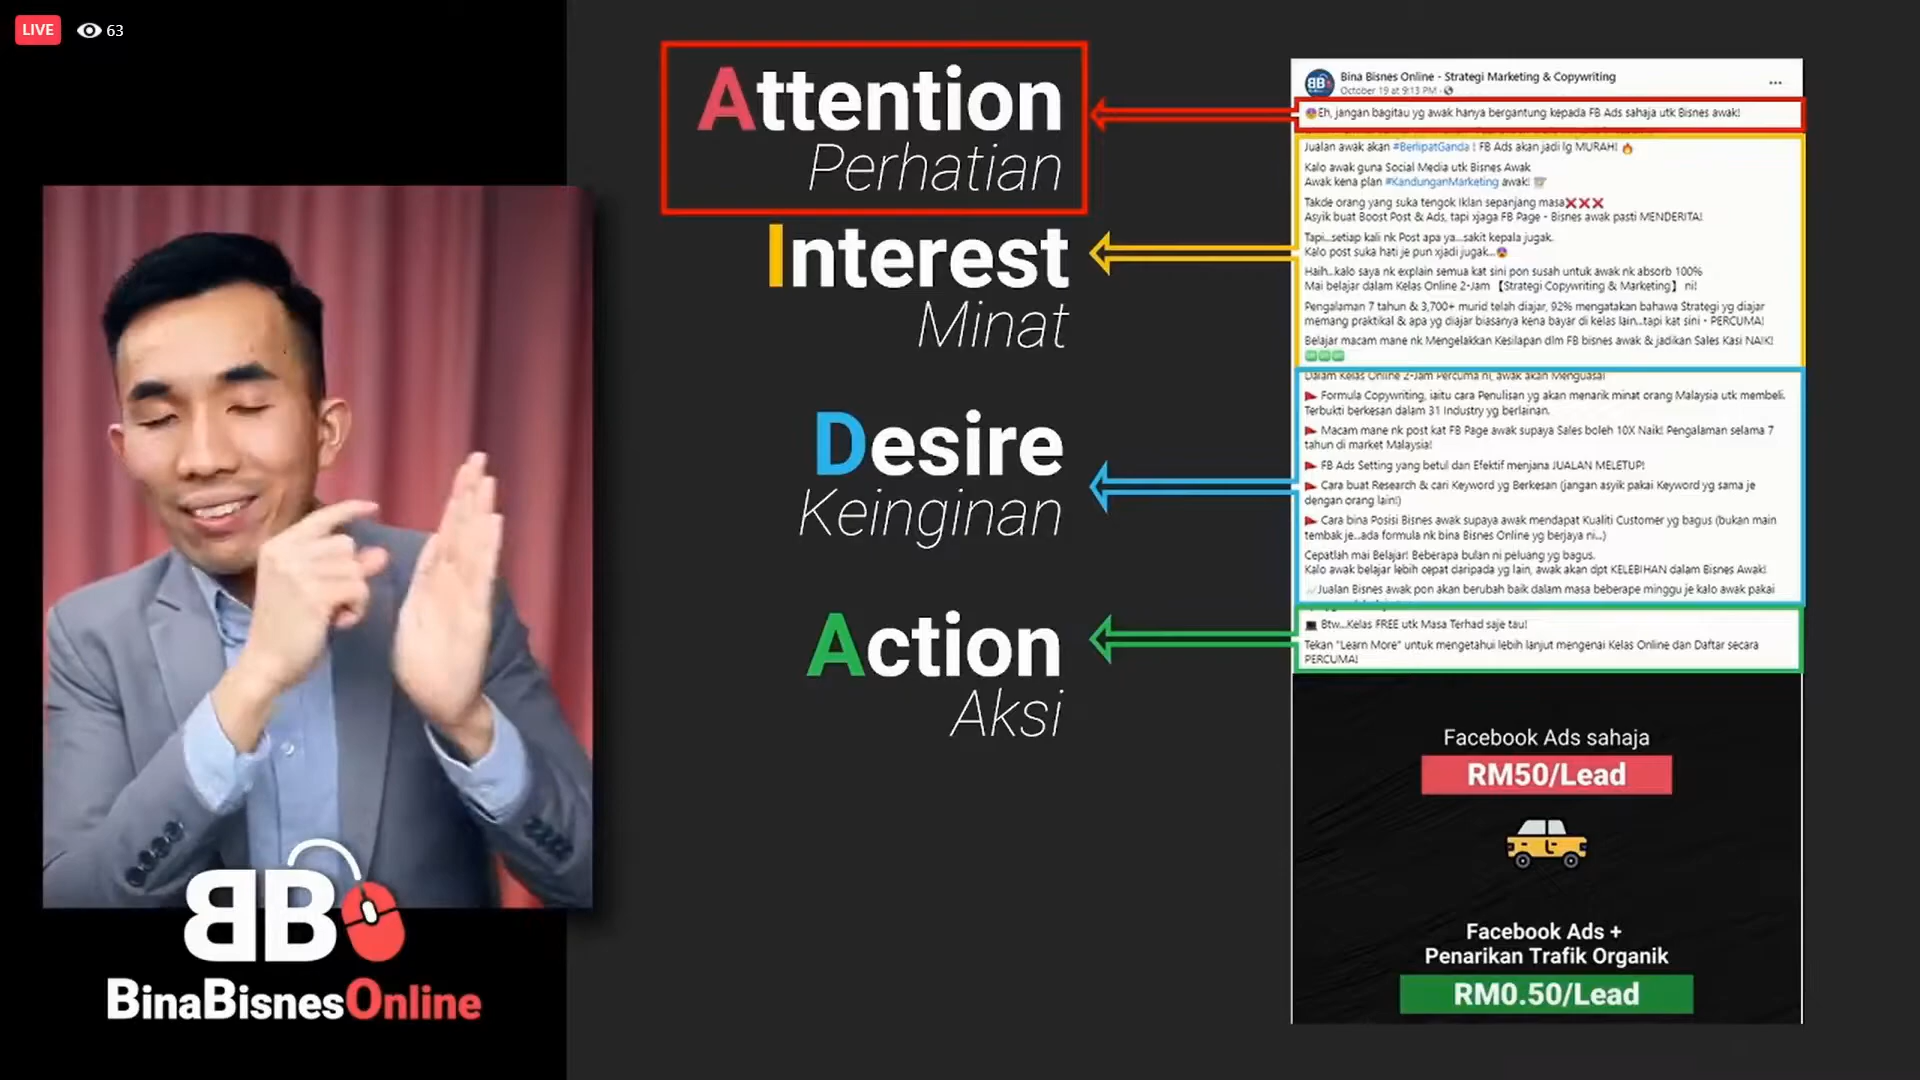 LIVE 63
Attention
Perhatian
Interest
Minat
Desire
Keinginan
Action
Aksi
Bina Bisnes Online - Strategi Marketing & Copywriting
October 19 at 9:13 PM
Eh, jangan bagitau yg awak hanya bergantung kepada FB Ads sahaja utk Bisnes awak!
Jualan awak akan #BerlipatGanda ! FB Ads akan jadi lg MURAH!
Kalo awak guna Social Media utk Bisnes Awak
Awak kena plan #KandunganMarketing awak!
Takde orang yang suka tengok Iklan sepanjang masa❌❌❌
Asyik buat Boost Post & Ads, tapi xjaga FB Page - Bisnes awak pasti MENDERITA!
Tapi...setiap kali nk Post apa ya...sakit kepala jugak.
Kalo post suka hati je pun xjadi jugak...
Haih...kalo saya nk explain semua kat sini pon susah untuk awak nk absorb 100%
Mai belajar dalam Kelas Online 2-Jam 【Strategi Copywriting & Marketing】 ni!
Pengalaman 7 tahun & 3,700+ murid telah diajar, 92% mengatakan bahawa Strategi yg diajar
memang praktikal & apa yg diajar biasanya kena bayar di kelas lain...tapi kat sini - PERCUMA!
Belajar macam mane nk Mengelakkan Kesilapan dlm FB bisnes awak & jadikan Sales Kasi NAIK!
Dalam Kelas Online 2-Jam Percuma ni, awak akan Menguasai
Formula Copywriting, iaitu cara Penulisan yg akan menarik minat orang Malaysia utk membeli.
Terbukti berkesan dalam 31 Industry yg berlainan.
Macam mane nk post kat FB Page awak supaya Sales boleh 10X Naik! Pengalaman selama 7
tahun di market Malaysia!
FB Ads Setting yang betul dan Efektif menjana JUALAN MELETUP!
Cara buat Research & cari Keyword yg Berkesan (jangan asyik pakai Keyword yg sama je
dengan orang lain!)
Cara bina Posisi Bisnes awak supaya awak mendapat Kualiti Customer yg bagus (bukan main
tembak je...ada formula nk bina Bisnes Online yg berjaya ni...)
Cepatlah mai Belajar! Beberapa bulan ni peluang yg bagus.
Kalo awak belajar lebih cepat daripada yg lain, awak akan dpt KELEBIHAN dalam Bisnes Awak!
Jualan Bisnes awak pon akan berubah baik dalam masa beberape minggu je kalo awak pakai
Btw...Kelas FREE utk Masa Terhad saje tau!
Tekan "Learn More" untuk mengetahui lebih lanjut mengenai Kelas Online dan Daftar secara
PERCUMA!
Facebook Ads sahaja
RM50/Lead
Facebook Ads +
Penarikan Trafik Organik
RM0.50/Lead
BB
BinaBisnesOnline